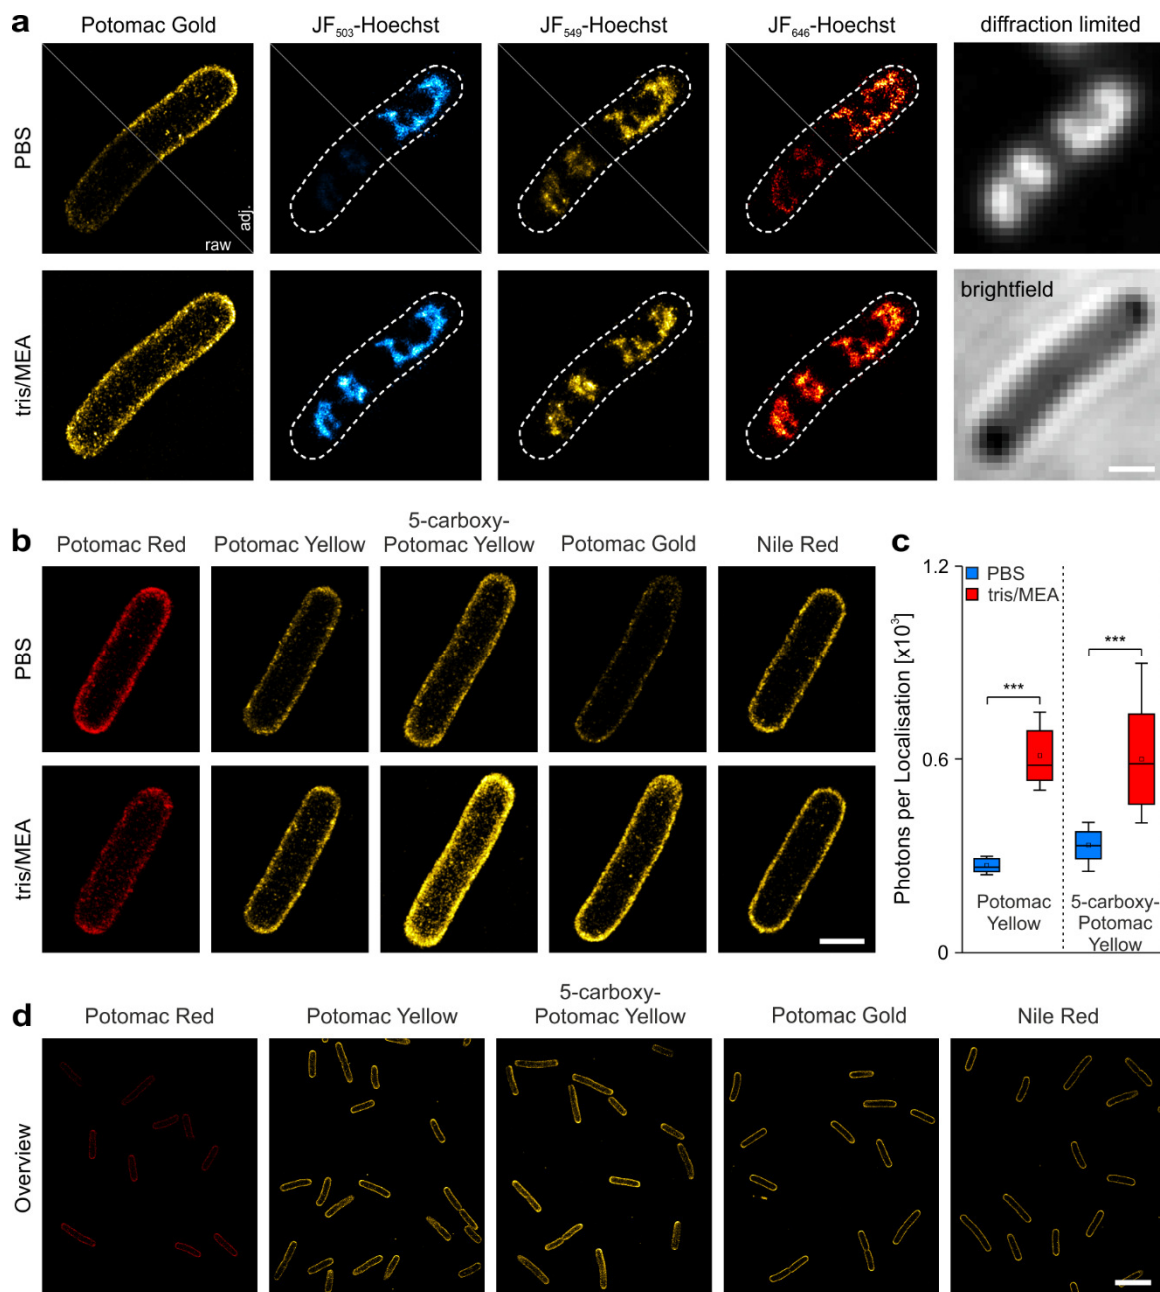 a
Potomac Gold
JF503-Hoechst
JF549-Hoechst
JF646-Hoechst
diffraction limited
PBS
raw
adj.
tris/MEA
brightfield
b
Potomac Red
Potomac Yellow
5-carboxy-
Potomac Yellow
Potomac Gold
Nile Red
PBS
tris/MEA
c
1.2
PBS
tris/MEA
***
***
Photons per Localisation [x10³]
0.6
0
Potomac
Yellow
5-carboxy-
Potomac
Yellow
d
Potomac Red
Potomac Yellow
5-carboxy-
Potomac Yellow
Potomac Gold
Nile Red
Overview